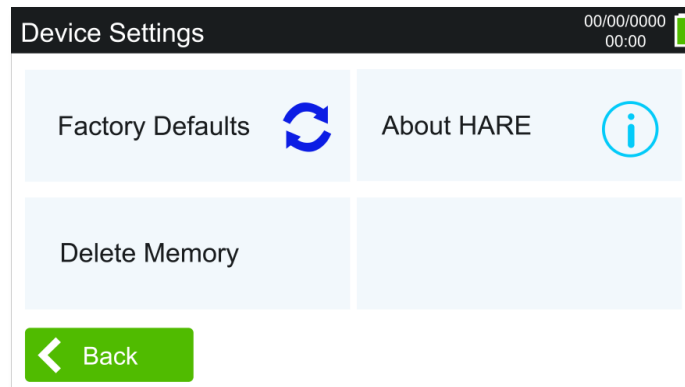 Device Settings
00/00/0000
00:00
Factory Defaults
About HARE
Delete Memory
Back